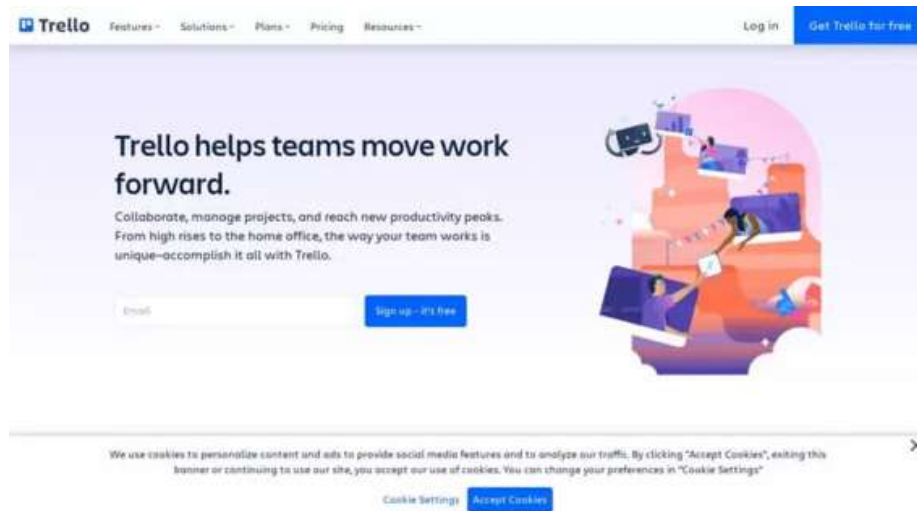 Trello
Features
Solutions
Plans
Pricing
Resources
Log in
Get Trello for free
Trello helps teams move work
forward.
Collaborate, manage projects, and reach new productivity peaks.
From high rises to the home office, the way your team works is
unique—accomplish it all with Trello.
Email
Sign up - it's free
We use cookies to personalize content and ads to provide social media features and to analyze our traffic. By clicking "Accept Cookies", exiting this
banner or continuing to use our site, you accept our use of cookies. You can change your preferences in "Cookie Settings"
Cookie Settings
Accept Cookies